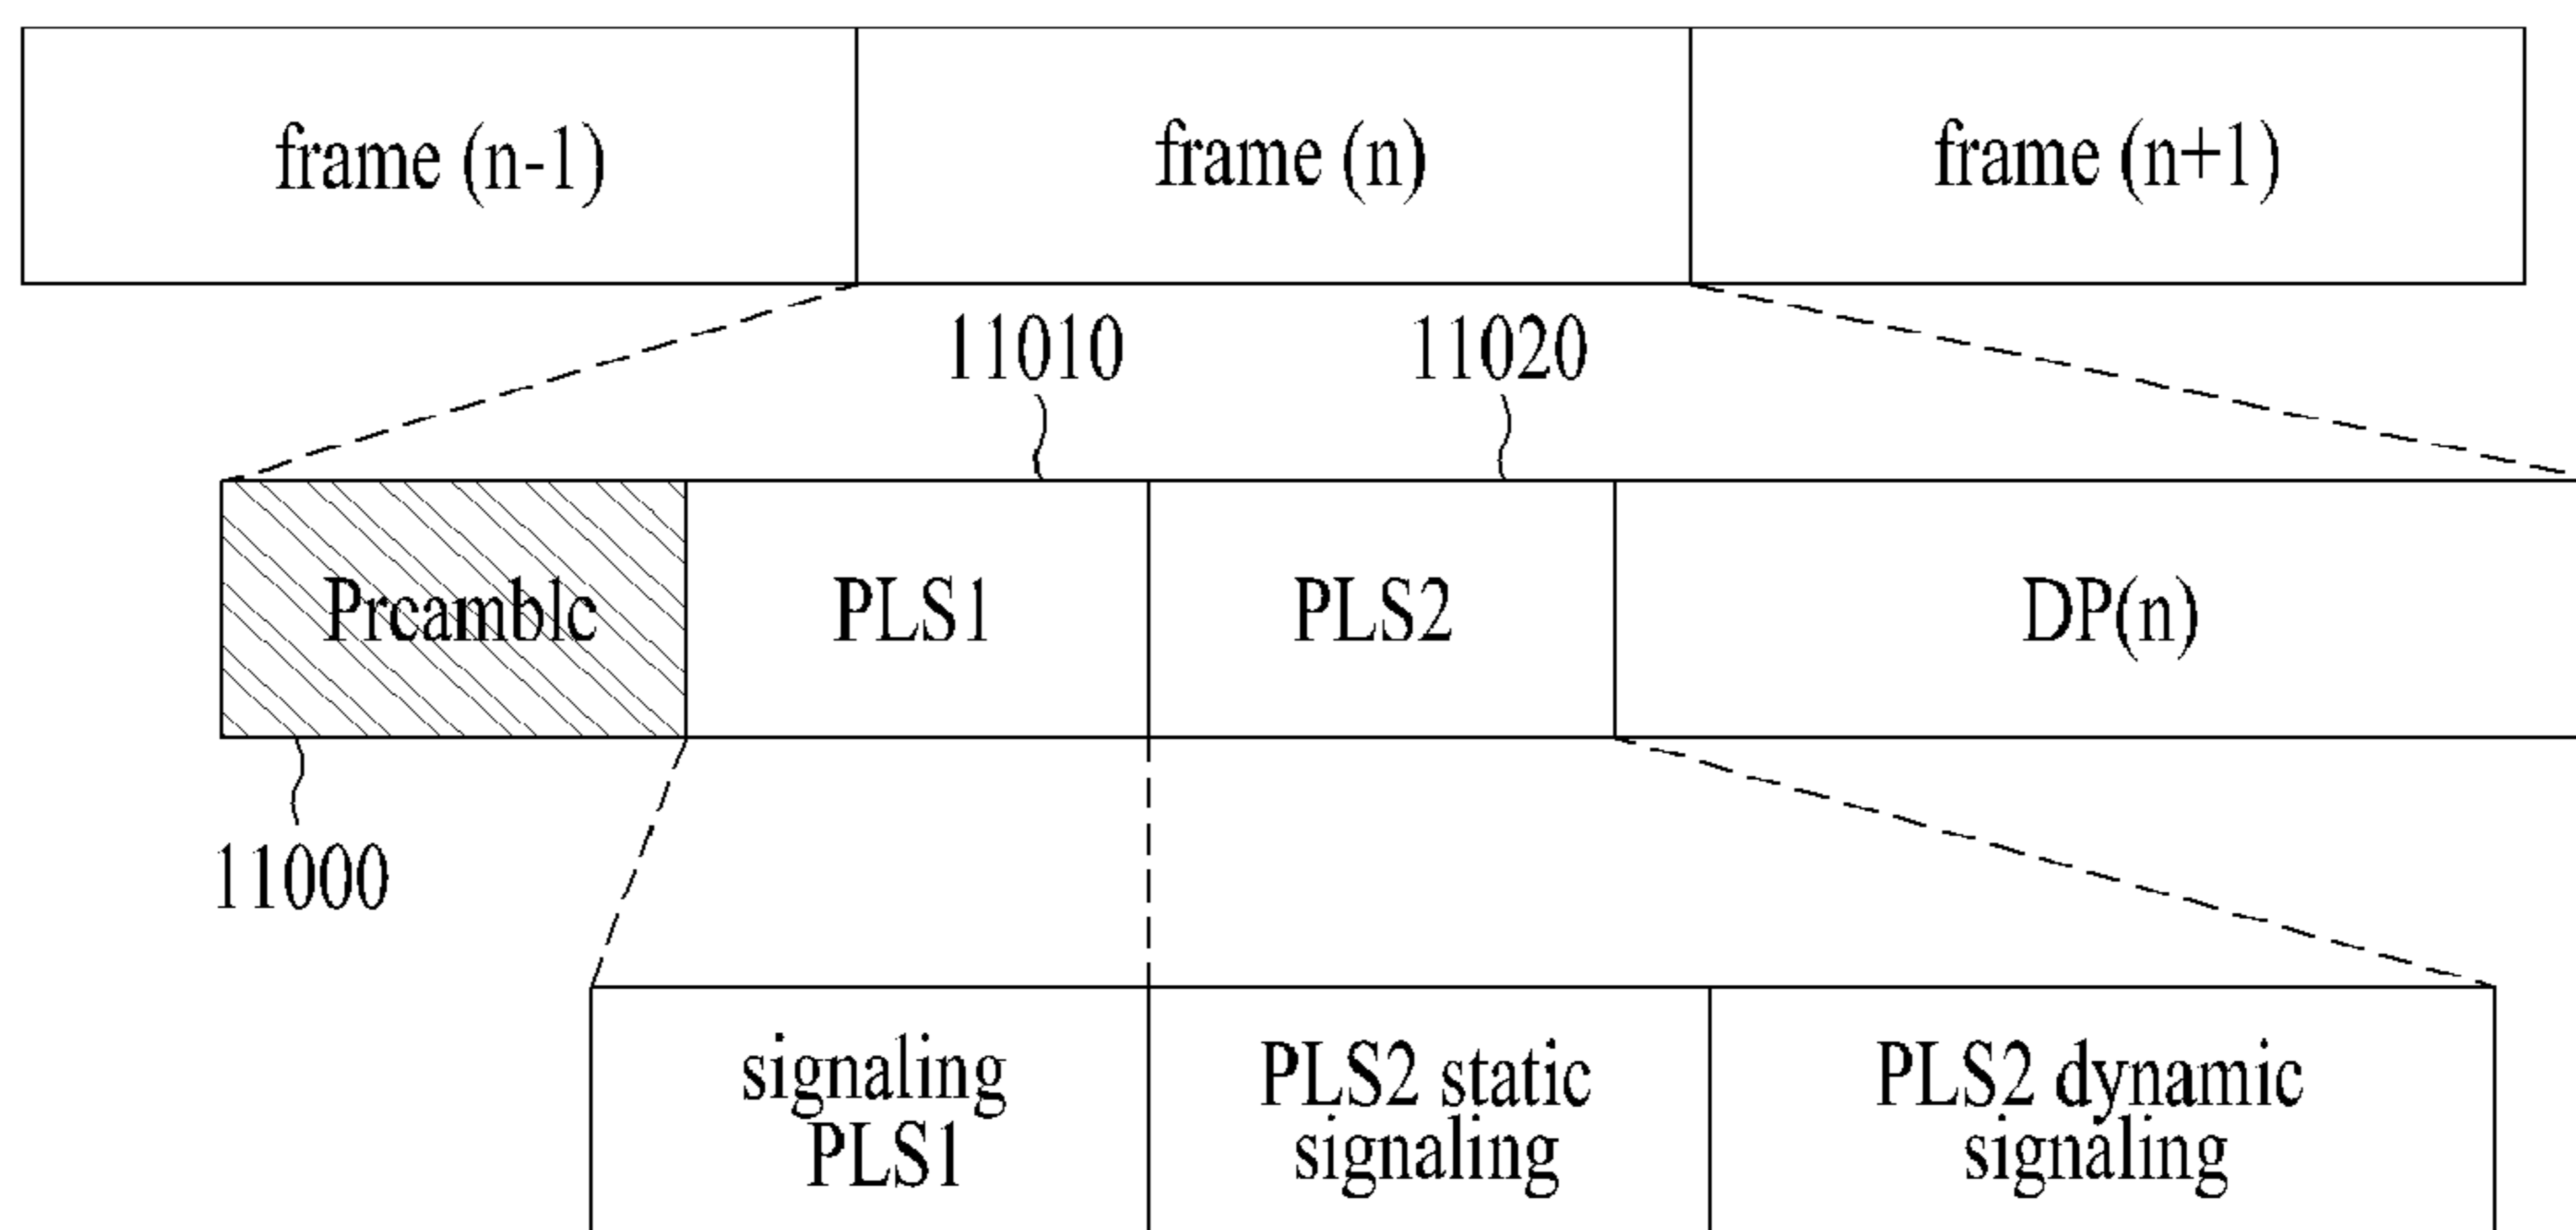 frame (n-1)
frame (n)
frame (n+1)
11010
11020
Preamble
PLS1
PLS2
DP(n)
11000
signaling
PLS1
PLS2 static
signaling
PLS2 dynamic
signaling